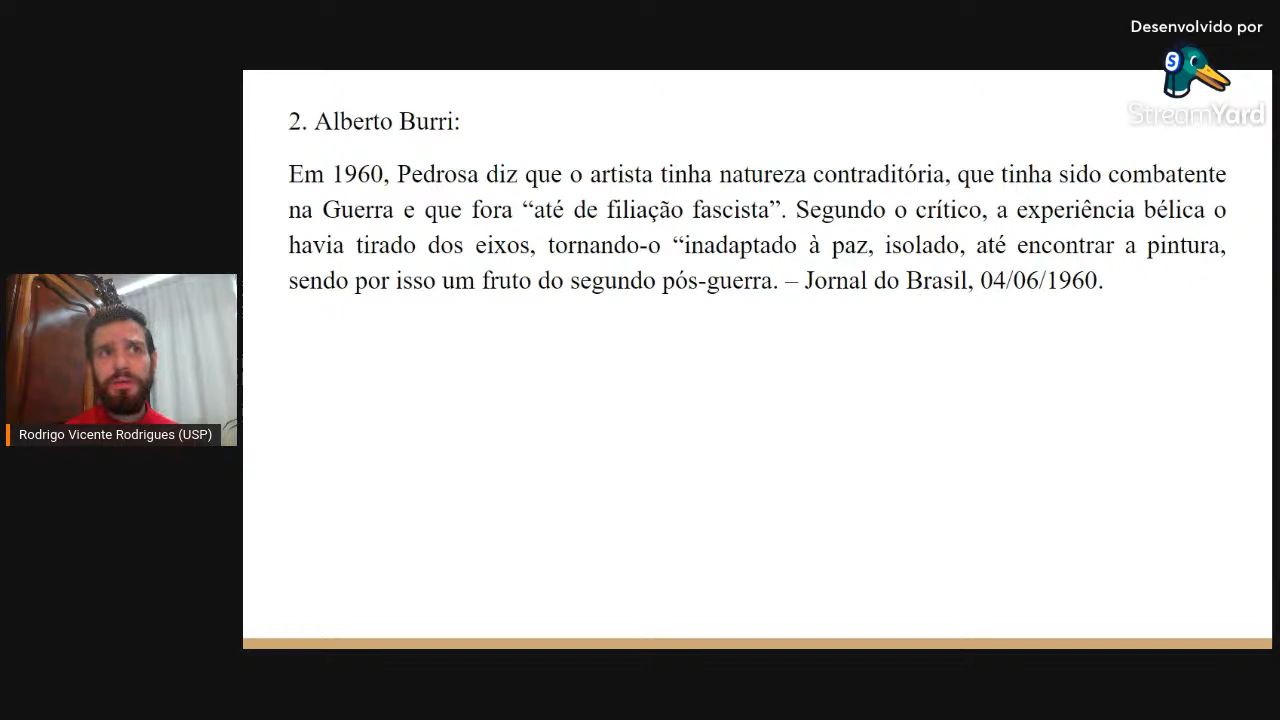 Desenvolvido por
StreamYard
2. Alberto Burri:
Em 1960, Pedrosa diz que o artista tinha natureza contraditória, que tinha sido combatente
na Guerra e que fora “até de filiação fascista”. Segundo o crítico, a experiência bélica o
havia tirado dos eixos, tornando-o “inadaptado à paz, isolado, até encontrar a pintura,
sendo por isso um fruto do segundo pós-guerra. – Jornal do Brasil, 04/06/1960.
Rodrigo Vicente Rodrigues (USP)